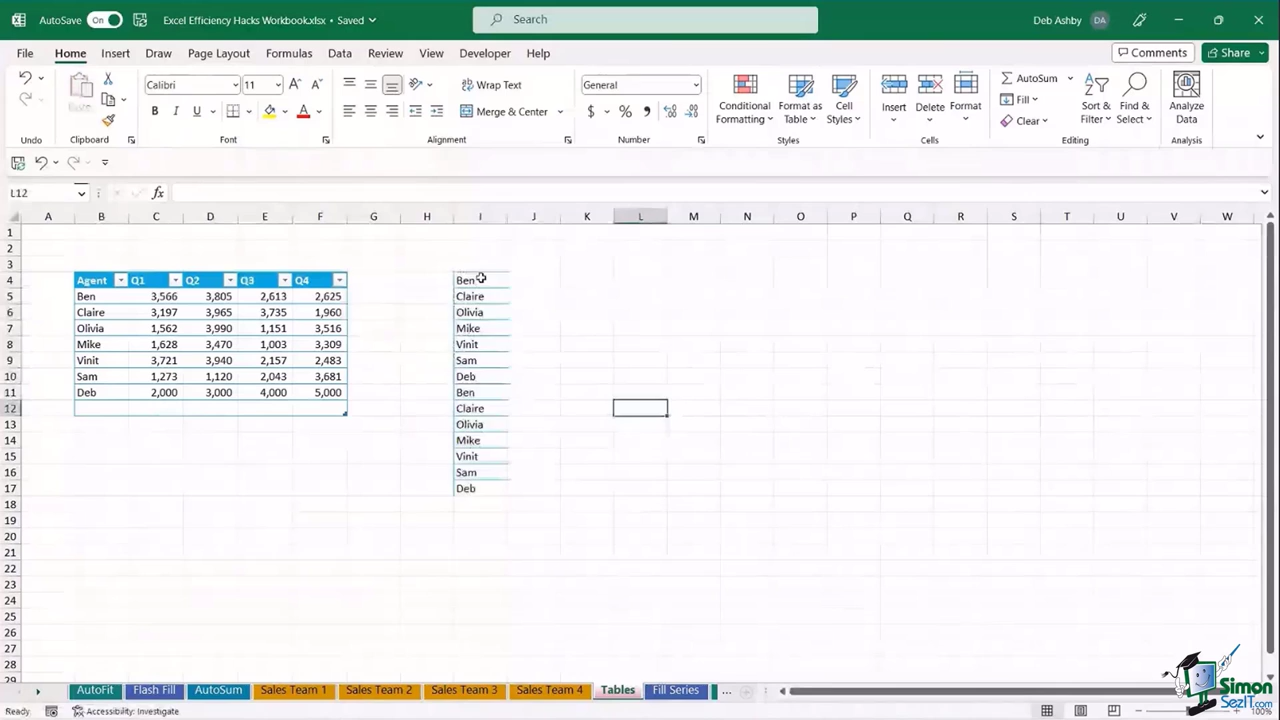 AutoSave On Excel Efficiency Hacks Workbook.xlsx • Saved Search Deb Ashby DA
File Home Insert Draw Page Layout Formulas Data Review View Developer Help Comments Share
Calibri 11 Wrap Text General Conditional Formatting Format as Table Cell Styles Insert Delete Format AutoSum Fill Clear Sort & Filter Find & Select Analyze Data
B I U A Merge & Center $ % ,
Undo Clipboard Font Alignment Number Styles Cells Editing Analysis
L12 fx
A B C D E F G H I J K L M N O P Q R S T U V W
1
2
3
4 Agent Q1 Q2 Q3 Q4 Ben
5 Ben 3,566 3,805 2,613 2,625 Claire
6 Claire 3,197 3,965 3,735 1,960 Olivia
7 Olivia 1,562 3,990 1,151 3,516 Mike
8 Mike 1,628 3,470 1,003 3,309 Vinit
9 Vinit 3,721 3,940 2,157 2,483 Sam
10 Sam 1,273 1,120 2,043 3,681 Deb
11 Deb 2,000 3,000 4,000 5,000 Ben
12 Claire
13 Olivia
14 Mike
15 Vinit
16 Sam
17 Deb
18
19
20
21
22
23
24
25
26
27
28
AutoFit Flash Fill AutoSum Sales Team 1 Sales Team 2 Sales Team 3 Sales Team 4 Tables Fill Series ...
Ready Accessibility: Investigate 100%
Simon
SezIT.com